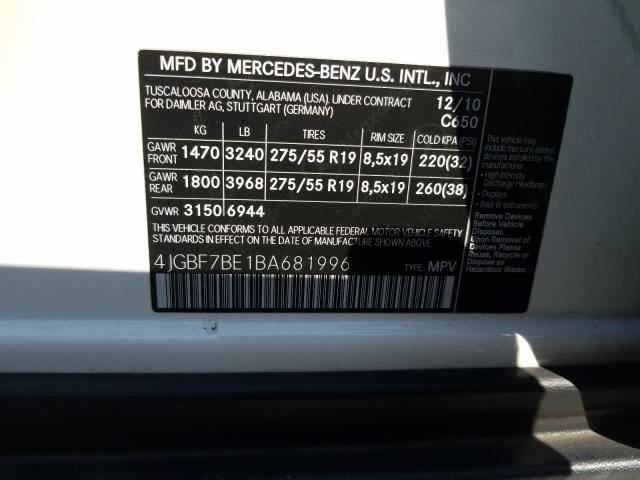 MFD BY MERCEDES-BENZ U.S. INTL., INC
TUSCALOOSA COUNTY, ALABAMA (USA). UNDER CONTRACT
FOR DAIMLER AG, STUTTGART (GERMANY)
12/10
C650
KG LB TIRES RIM SIZE COLD KPA (PSI)
GAWR FRONT 1470 3240 275/55 R19 8,5x19 220(32)
GAWR REAR 1800 3968 275/55 R19 8,5x19 260(38)
GVWR 3150 6944
THIS VEHICLE CONFORMS TO ALL APPLICABLE FEDERAL MOTOR VEHICLE SAFETY
STANDARDS IN EFFECT ON THE DATE OF MANUFACTURE SHOWN ABOVE.
4JGBF7BE1BA681996 TYPE: MPV
This vehicle may
include mercury-added
devices installed by the
manufacturer:
- High Intensity
Discharge Headlamps
- Displays
- Backlit Instruments
Remove Devices
Before Vehicle
Disposal. Upon
Removal, Please
Reuse, Recycle or
Dispose as
Hazardous Waste.